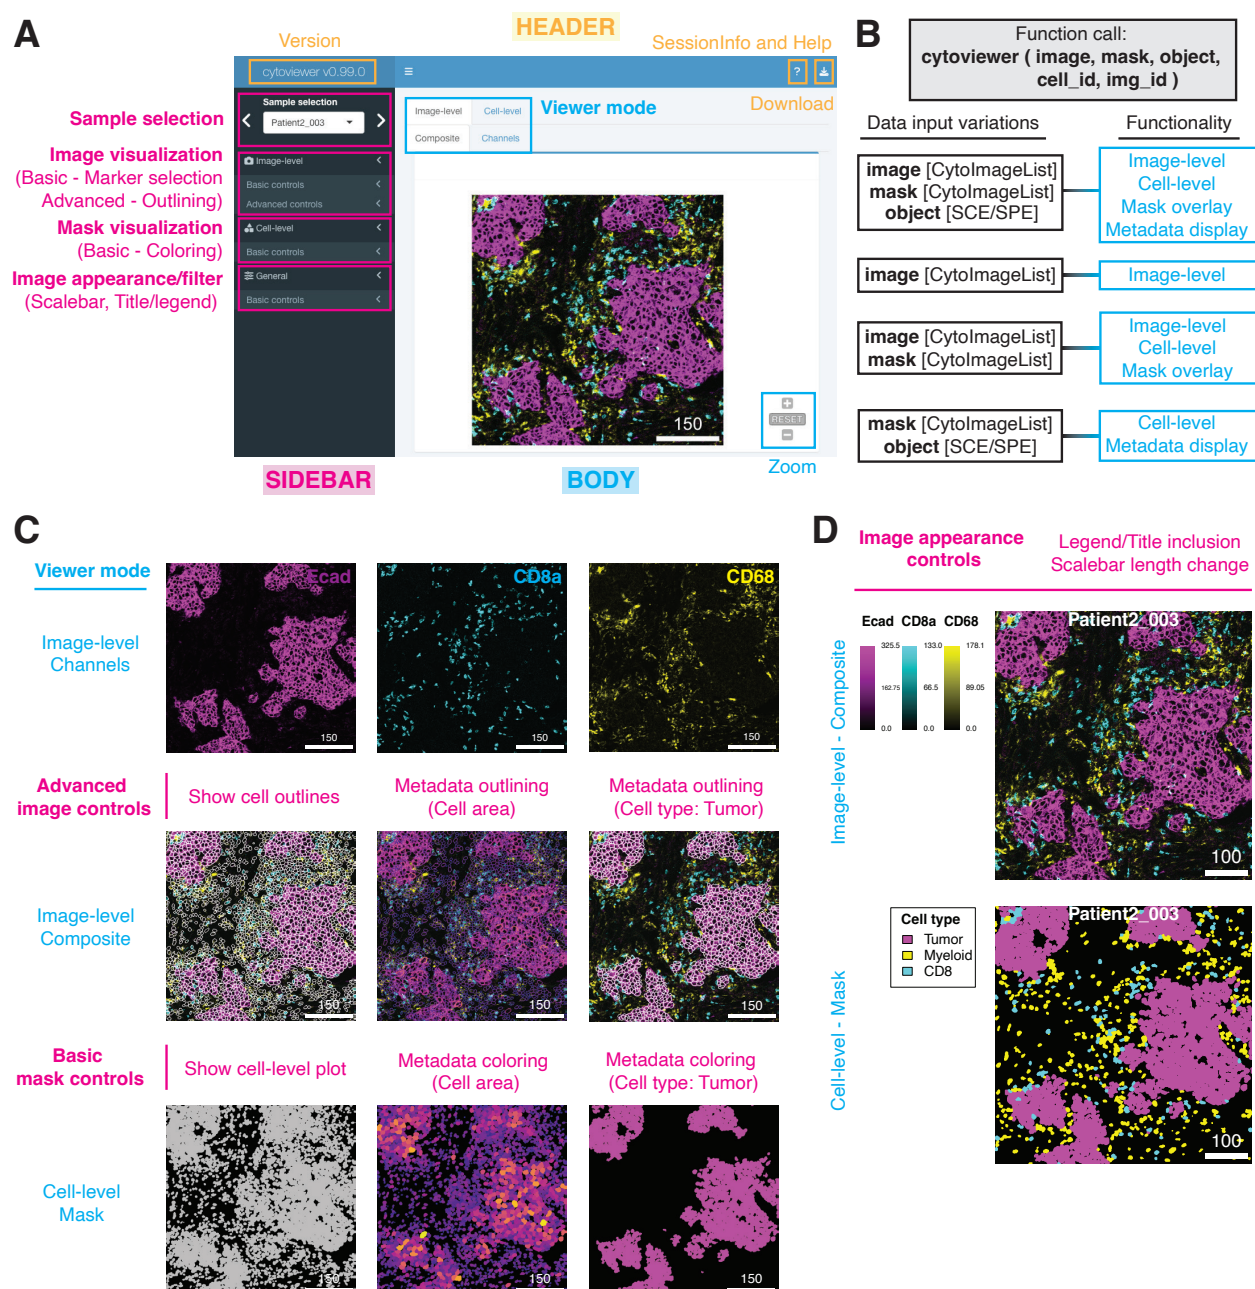 A
Version
HEADER
SessionInfo and Help
cytoviewer v0.99.0
?
Download
Sample selection
Patient2_003
Image-level
Cell-level
Composite
Channels
Viewer mode
Sample selection
Image visualization
(Basic - Marker selection
Advanced - Outlining)
Mask visualization
(Basic - Coloring)
Image appearance/filter
(Scalebar, Title/legend)
Image-level
Basic controls
Advanced controls
Cell-level
Basic controls
General
Basic controls
150
RESET
Zoom
SIDEBAR
BODY
B
Function call:
cytoviewer ( image, mask, object,
cell_id, img_id )
Data input variations
Functionality
image [CytoImageList]
mask [CytoImageList]
object [SCE/SPE]
Image-level
Cell-level
Mask overlay
Metadata display
image [CytoImageList]
Image-level
image [CytoImageList]
mask [CytoImageList]
Image-level
Cell-level
Mask overlay
mask [CytoImageList]
object [SCE/SPE]
Cell-level
Metadata display
C
Viewer mode
Image-level
Channels
Ecad
150
CD8a
150
CD68
150
Advanced
image controls
Show cell outlines
Metadata outlining
(Cell area)
Metadata outlining
(Cell type: Tumor)
Image-level
Composite
150
150
150
Basic
mask controls
Show cell-level plot
Metadata coloring
(Cell area)
Metadata coloring
(Cell type: Tumor)
Cell-level
Mask
150
150
150
D
Image appearance
controls
Legend/Title inclusion
Scalebar length change
Image-level - Composite
Ecad CD8a CD68
325.5 133.0 178.1
162.75 66.5 89.05
0.0 0.0 0.0
Patient2_003
100
Cell-level - Mask
Cell type
Tumor
Myeloid
CD8
Patient2_003
100